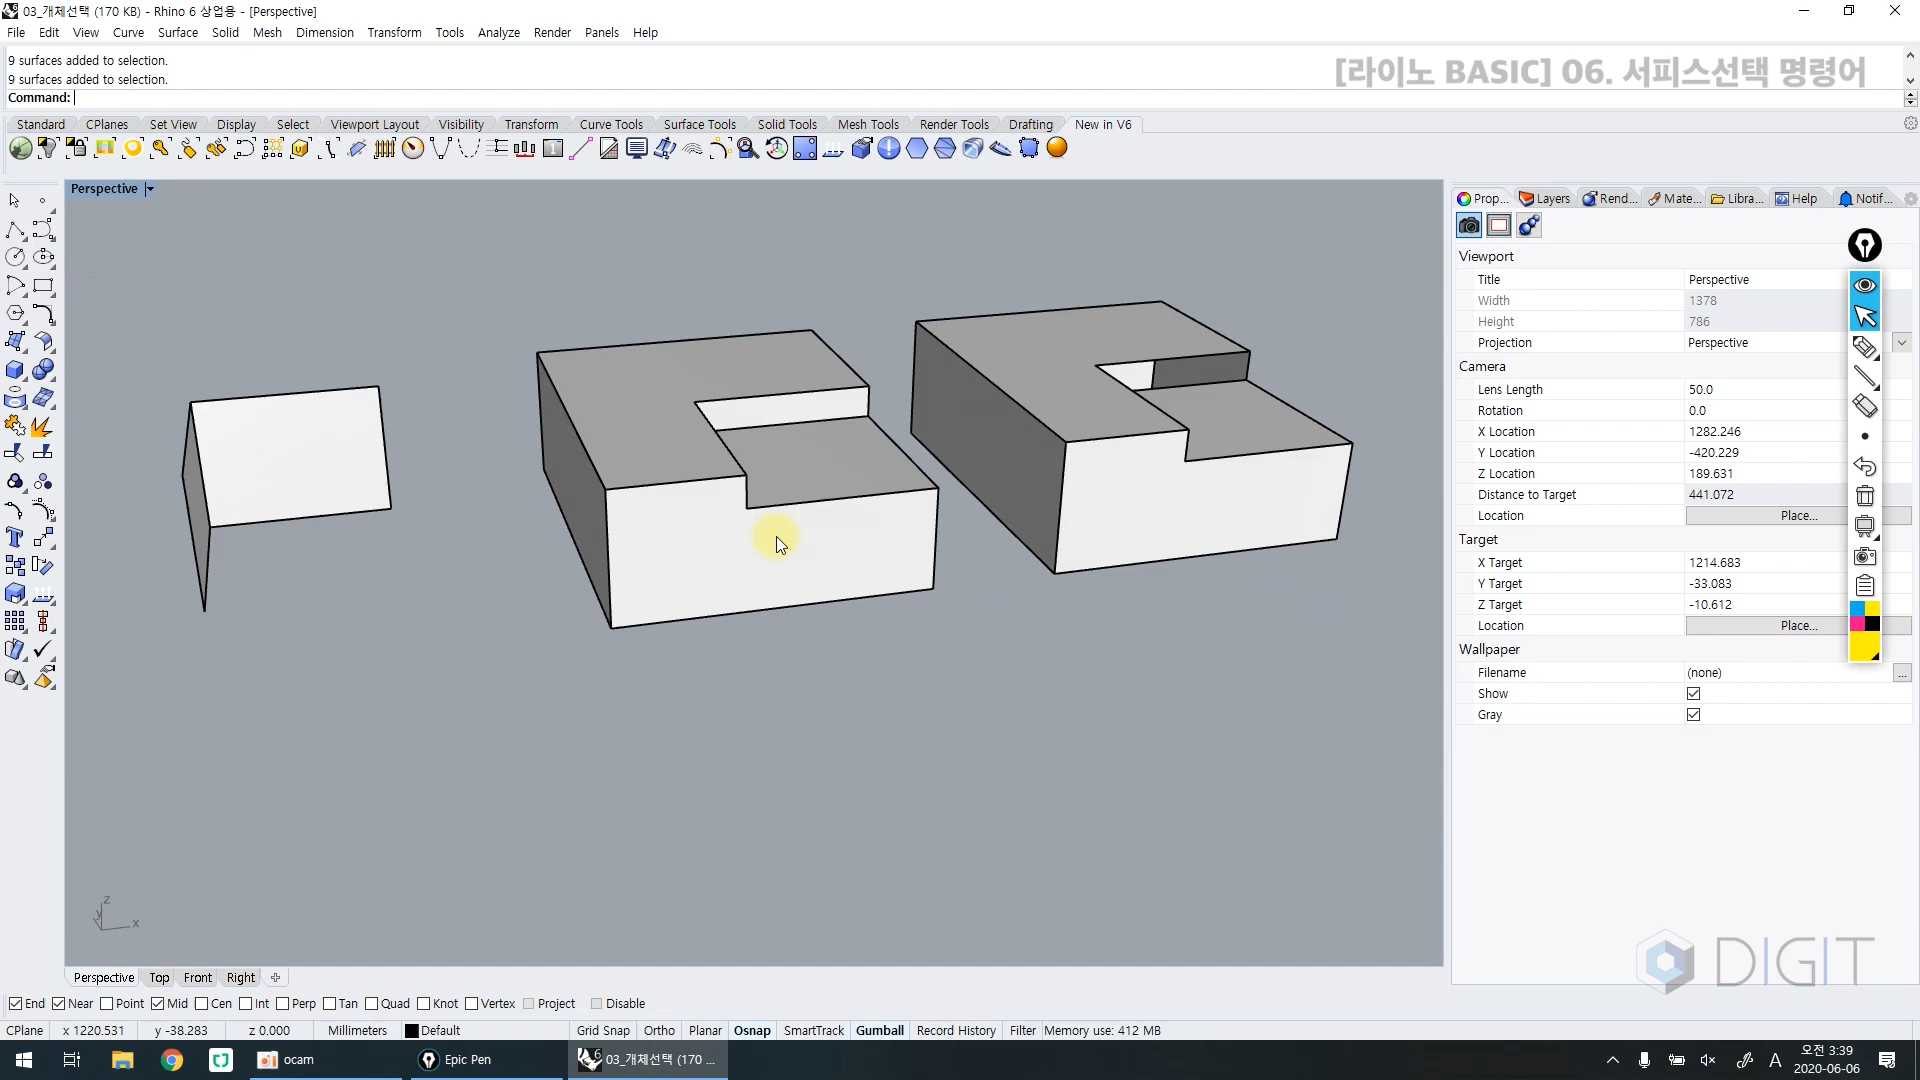 03_개체선택 (170 KB) - Rhino 6 상업용 - [Perspective]
File Edit View Curve Surface Solid Mesh Dimension Transform Tools Analyze Render Panels Help
9 surfaces added to selection.
9 surfaces added to selection.
Command:
[라이노 BASIC] 06. 서피스선택 명령어
Standard CPlanes Set View Display Select Viewport Layout Visibility Transform Curve Tools Surface Tools Solid Tools Mesh Tools Render Tools Drafting New in V6
Perspective
Prop... Layers Rend... Mate... Libra... Help Notif...
Viewport
Title Perspective
Width 1378
Height 786
Projection Perspective
Camera
Lens Length 50.0
Rotation 0.0
X Location 1282.246
Y Location -420.229
Z Location 189.631
Distance to Target 441.072
Location Place...
Target
X Target 1214.683
Y Target -33.083
Z Target -10.612
Location Place...
Wallpaper
Filename (none) ...
Show
Gray
z
y
x
DIGIT
Perspective Top Front Right
End Near Point Mid Cen Int Perp Tan Quad Knot Vertex Project Disable
CPlane x 1220.531 y -38.283 z 0.000 Millimeters Default Grid Snap Ortho Planar Osnap SmartTrack Gumball Record History Filter Memory use: 412 MB
ocam Epic Pen 03_개체선택 (170 ... A 오전 3:39
2020-06-06